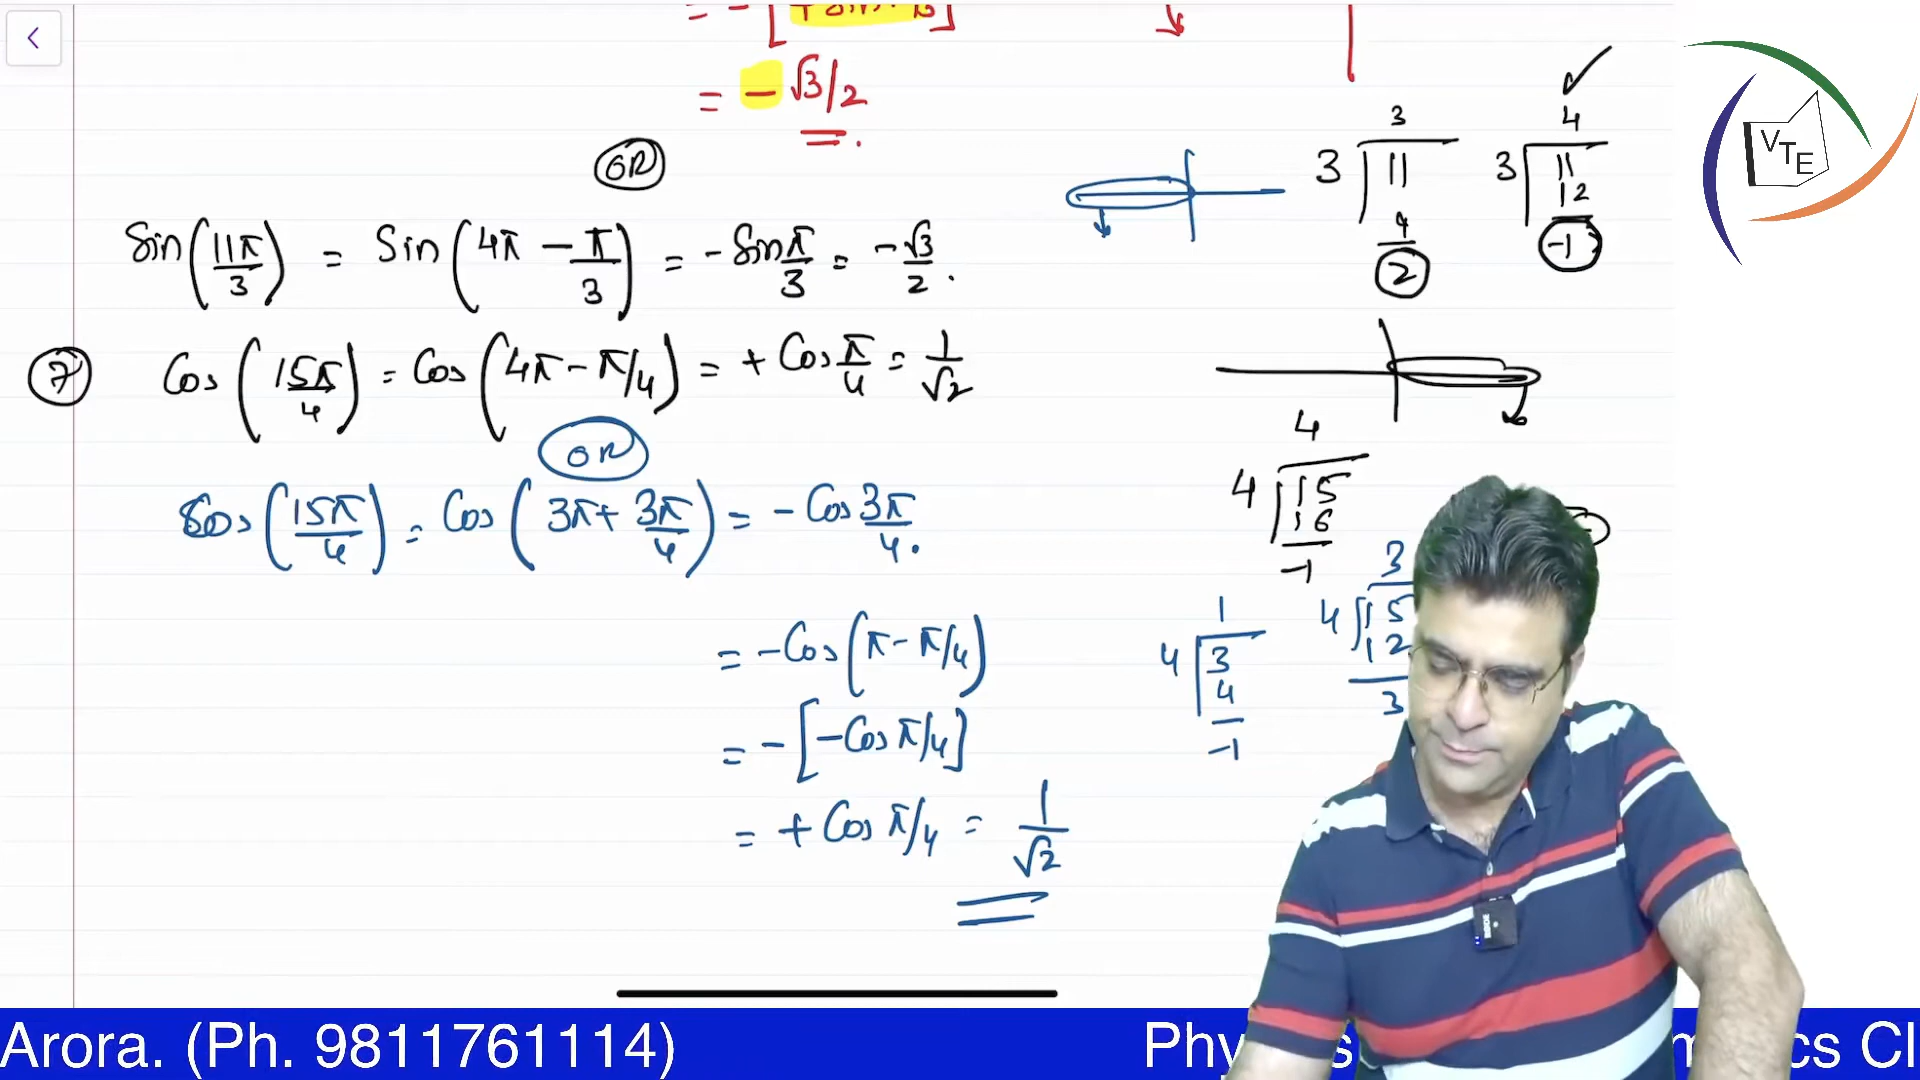 = - √3/2
OR
Sin(11π/3) = Sin(4π - π/3) = - Sin π/3 = - √3/2.
3
3 11
9
2
4
3 11
12
-1
7 Cos(15π/4) = Cos(4π - π/4) = + Cos π/4 = 1/√2
OR
4
4 15
16
-1
Cos(15π/4) = Cos(3π + 3π/4) = - Cos 3π/4.
3
4 15
12
3
= - Cos(π - π/4)
1
4 3
4
-1
= - [-Cos π/4]
= + Cos π/4 = 1/√2
VTE
Arora. (Ph. 9811761114)